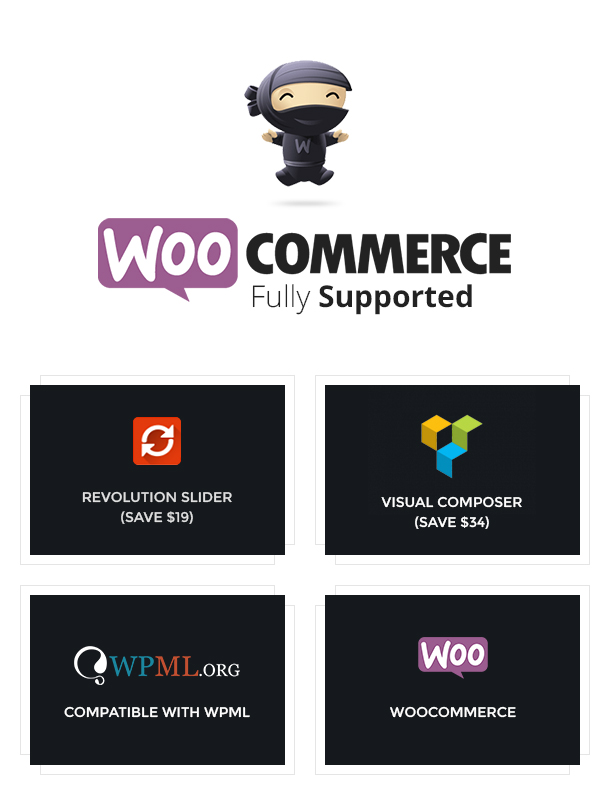 W
WOO COMMERCE
Fully Supported
REVOLUTION SLIDER
(SAVE $19)
VISUAL COMPOSER
(SAVE $34)
WPML.ORG
COMPATIBLE WITH WPML
WOO
WOOCOMMERCE